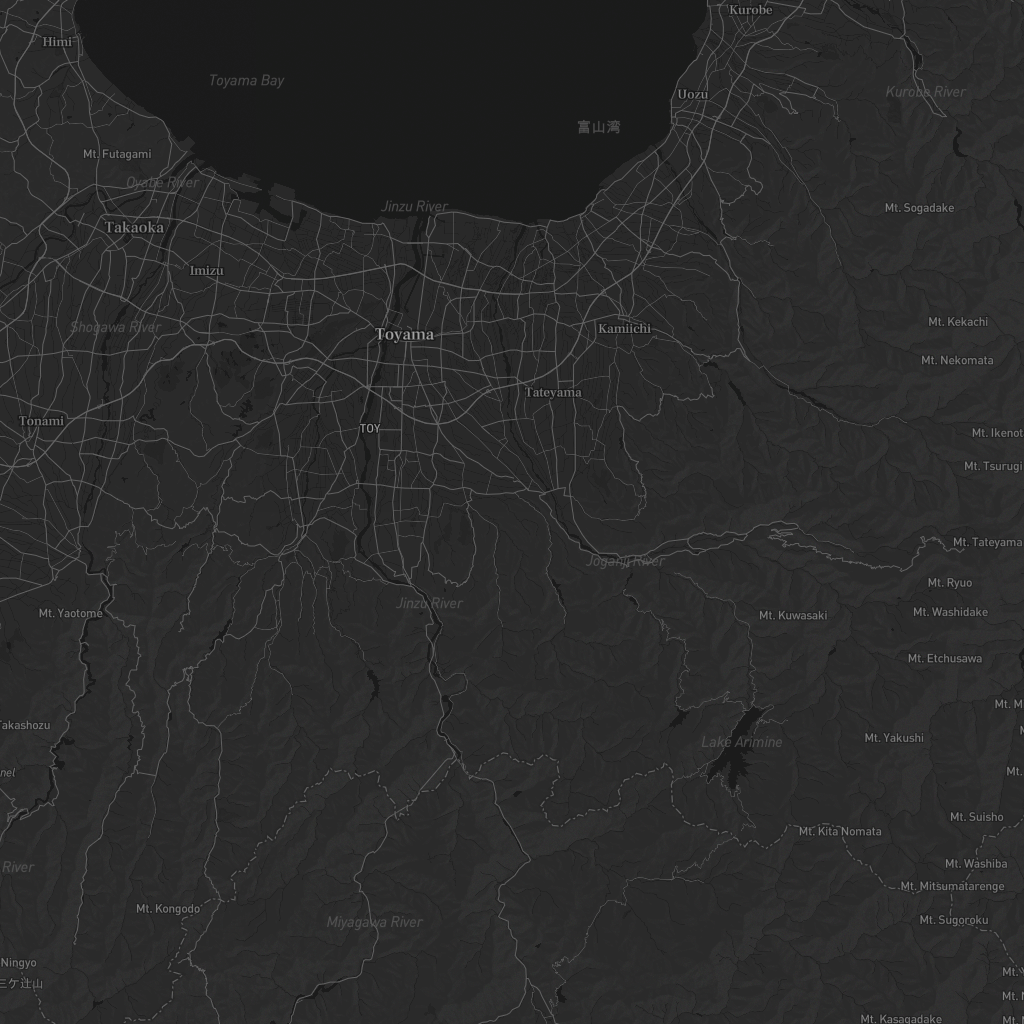 Kurobe
Himi
Toyama Bay
Kurobe River
Uozu
富山湾
Mt. Futagami
Oyabe River
Jinzu River
Mt. Sogadake
Takaoka
Imizu
Shogawa River
Toyama
Kamiichi
Mt. Kekachi
Mt. Nekomata
Tateyama
Tonami
TOY
Mt. Ikenot
Mt. Tsurugi
Mt. Tateyama
Joganji River
Mt. Ryuo
Jinzu River
Mt. Yaotome
Mt. Kuwasaki
Mt. Washidake
Mt. Etchusawa
Mt. M
Takashozu
Lake Arimine
Mt. Yakushi
nel
Mt.
Mt. Suisho
Mt. Kita Nomata
River
Mt. Washiba
Mt. Mitsumatarenge
Mt. Kongodo
Miyagawa River
Mt. Sugoroku
Ningyo
三ケ辻山
Mt.
Mt.
Mt. Kasagadake
Mt.